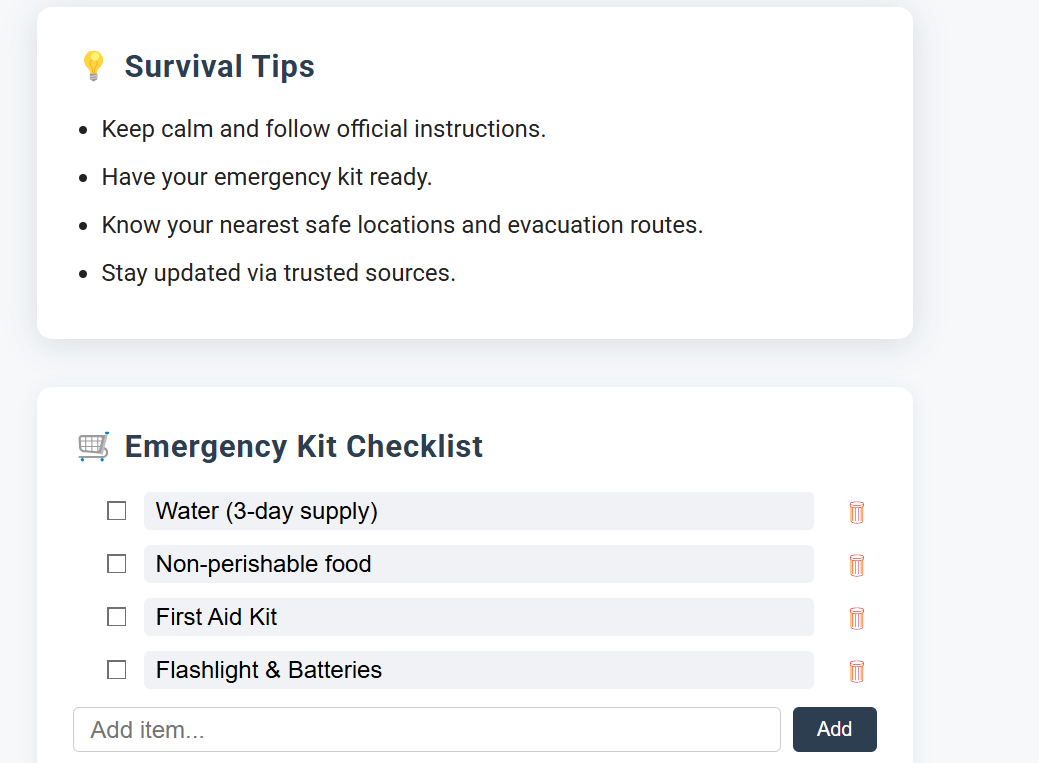 Survival Tips
Keep calm and follow official instructions.
Have your emergency kit ready.
Know your nearest safe locations and evacuation routes.
Stay updated via trusted sources.
Emergency Kit Checklist
Water (3-day supply)
Non-perishable food
First Aid Kit
Flashlight & Batteries
Add item... Add